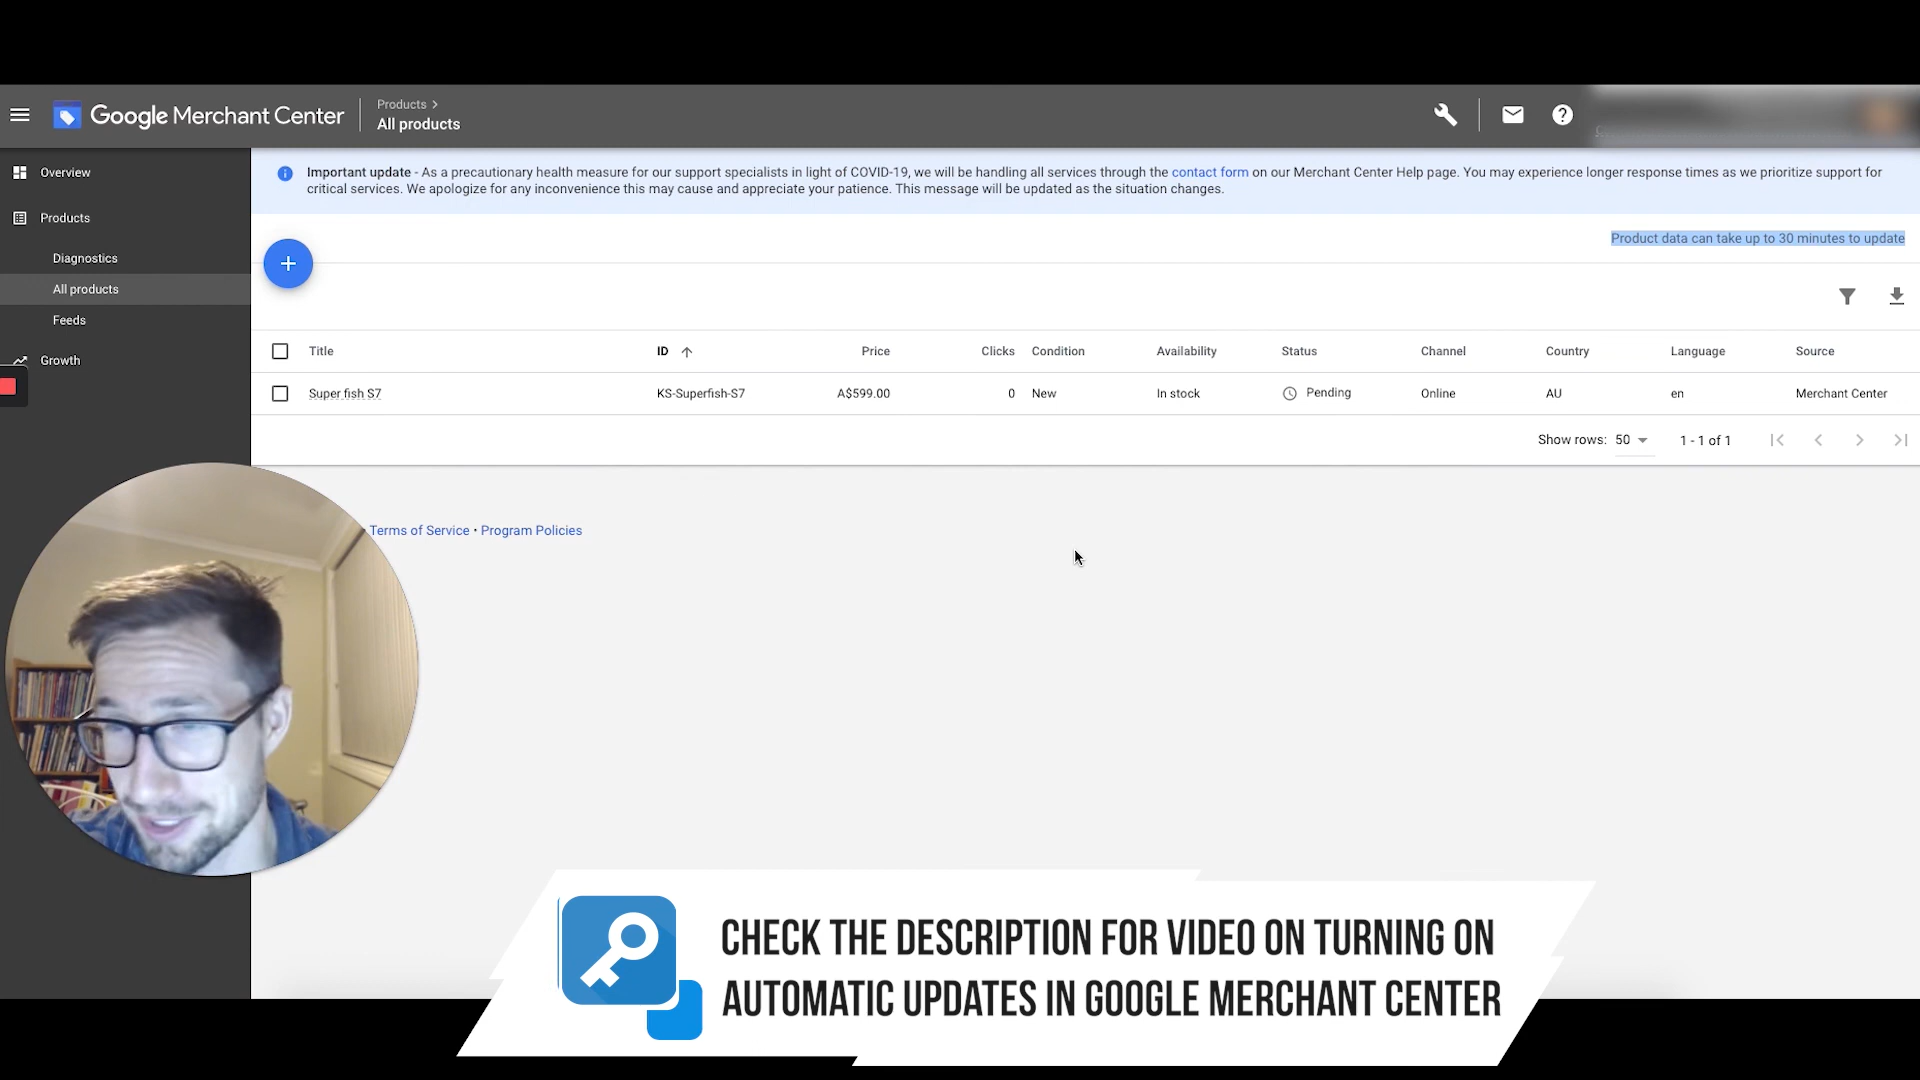 Google Merchant Center
Products >
All products
Overview
Products
Diagnostics
All products
Feeds
Growth
Important update - As a precautionary health measure for our support specialists in light of COVID-19, we will be handling all services through the contact form on our Merchant Center Help page. You may experience longer response times as we prioritize support for
critical services. We apologize for any inconvenience this may cause and appreciate your patience. This message will be updated as the situation changes.
Product data can take up to 30 minutes to update
Title ID Price Clicks Condition Availability Status Channel Country Language Source
Super fish S7 KS-Superfish-S7 A$599.00 0 New In stock Pending Online AU en Merchant Center
Show rows: 50 1 - 1 of 1
Terms of Service • Program Policies
CHECK THE DESCRIPTION FOR VIDEO ON TURNING ON
AUTOMATIC UPDATES IN GOOGLE MERCHANT CENTER